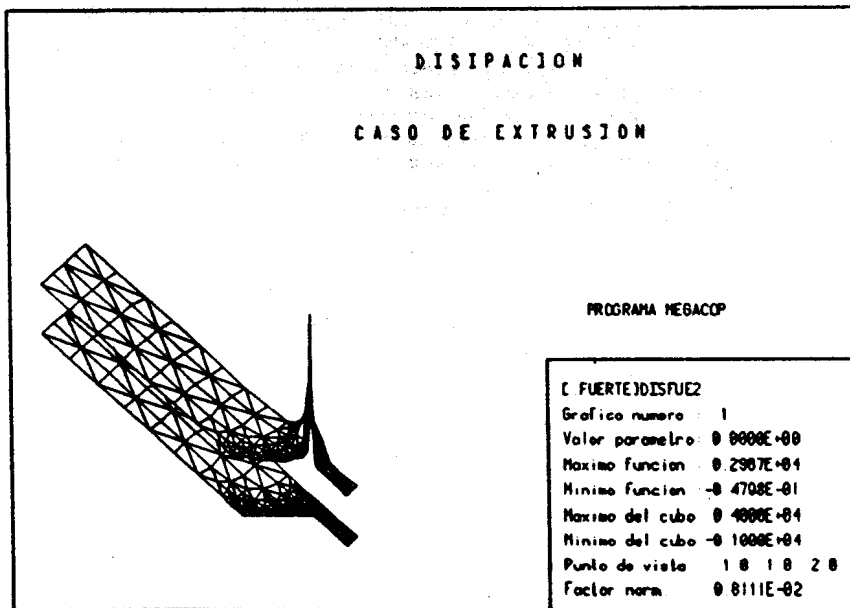 DISIPACION
CASO DE EXTRUSION
PROGRAMA MEGACOP
[.FUERTE]DISFUE2
Grafico numero : 1
Valor parametro : 0.0000E+00
Maximo funcion 0.2987E+04
Minimo funcion -0.4798E-01
Maximo del cubo 0.4000E+04
Minimo del cubo -0.1000E+04
Punto de vista 1.0 1.0 2.0
Factor norm. 0.8111E-02